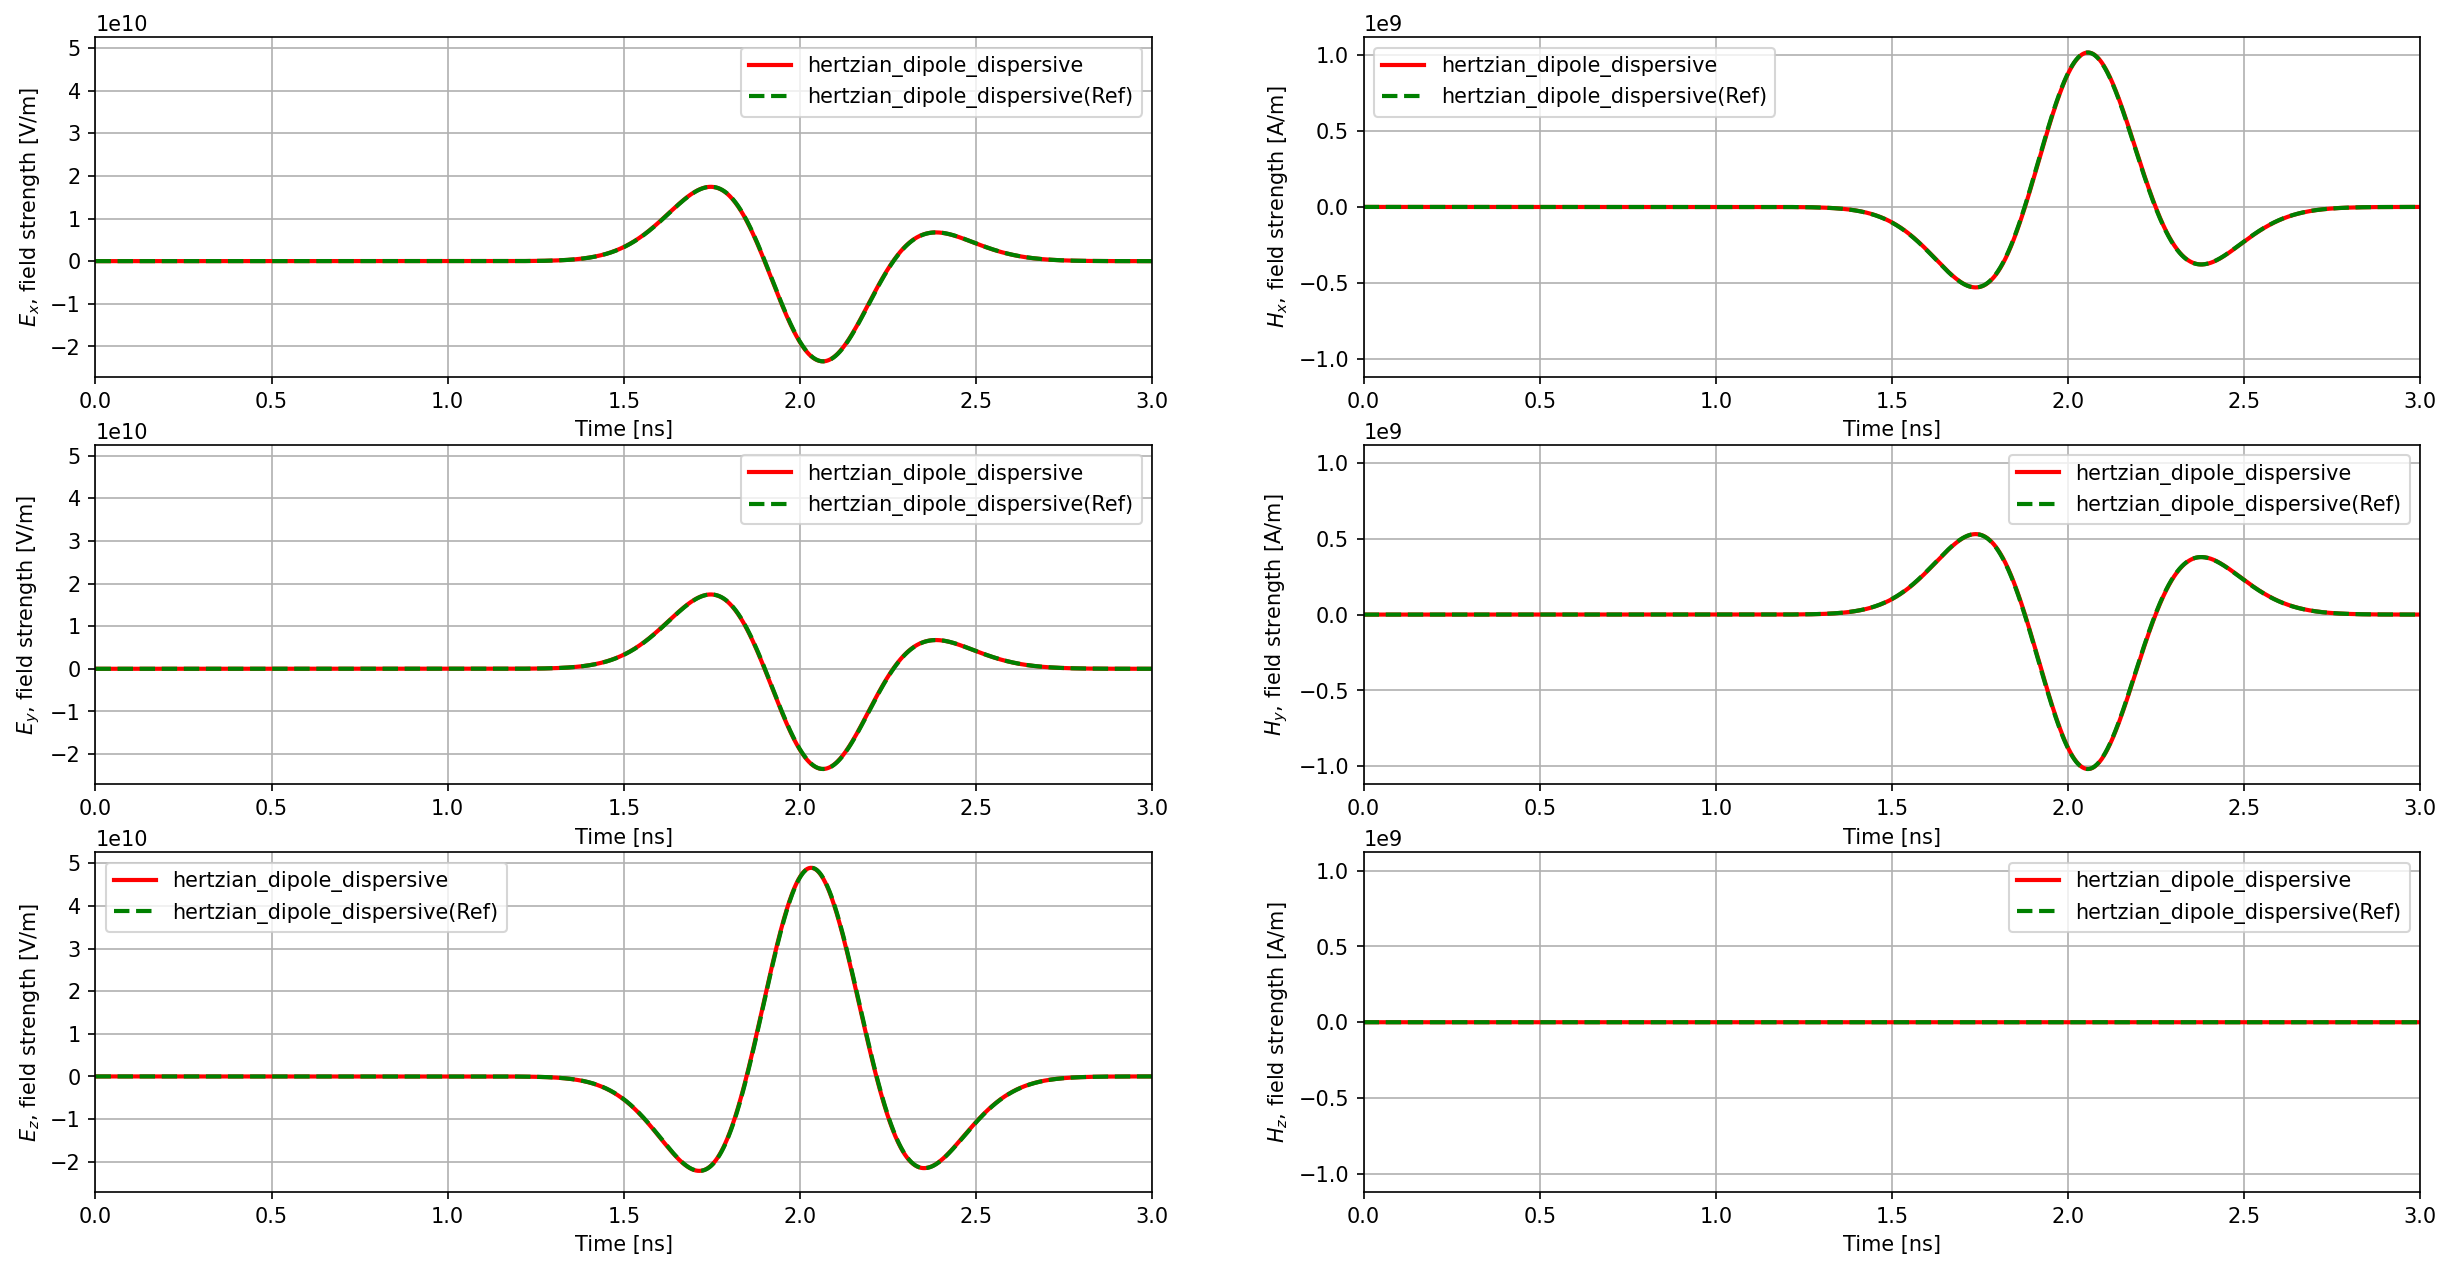 1e10
5
4
3
2
1
0
−1
−2
E_x, field strength [V/m]
hertzian_dipole_dispersive
hertzian_dipole_dispersive(Ref)
0.0 0.5 1.0 1.5 2.0 2.5 3.0
Time [ns]
1e9
1.0
0.5
0.0
−0.5
−1.0
H_x, field strength [A/m]
hertzian_dipole_dispersive
hertzian_dipole_dispersive(Ref)
0.0 0.5 1.0 1.5 2.0 2.5 3.0
Time [ns]
1e10
5
4
3
2
1
0
−1
−2
E_y, field strength [V/m]
hertzian_dipole_dispersive
hertzian_dipole_dispersive(Ref)
0.0 0.5 1.0 1.5 2.0 2.5 3.0
Time [ns]
1e9
1.0
0.5
0.0
−0.5
−1.0
H_y, field strength [A/m]
hertzian_dipole_dispersive
hertzian_dipole_dispersive(Ref)
0.0 0.5 1.0 1.5 2.0 2.5 3.0
Time [ns]
1e10
5
4
3
2
1
0
−1
−2
E_z, field strength [V/m]
hertzian_dipole_dispersive
hertzian_dipole_dispersive(Ref)
0.0 0.5 1.0 1.5 2.0 2.5 3.0
Time [ns]
1e9
1.0
0.5
0.0
−0.5
−1.0
H_z, field strength [A/m]
hertzian_dipole_dispersive
hertzian_dipole_dispersive(Ref)
0.0 0.5 1.0 1.5 2.0 2.5 3.0
Time [ns]